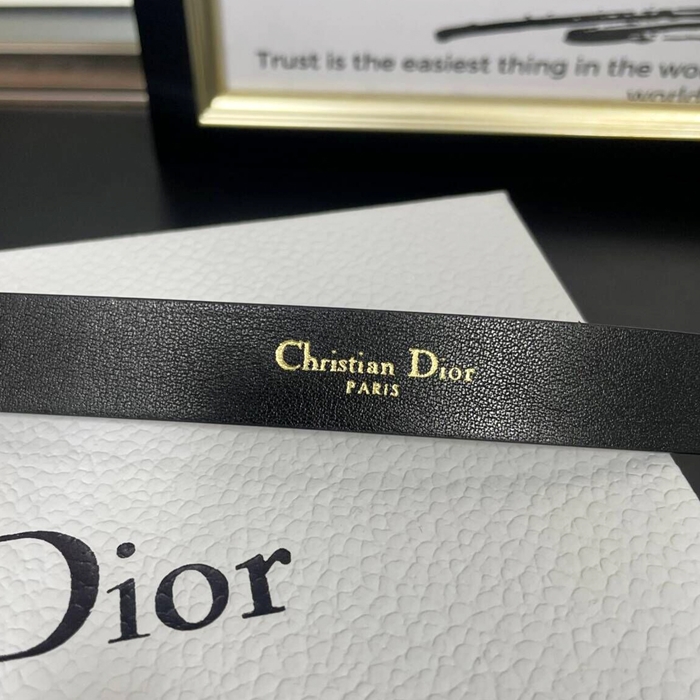 Trust is the easiest thing in the wo
world
Christian Dior
PARIS
Dior